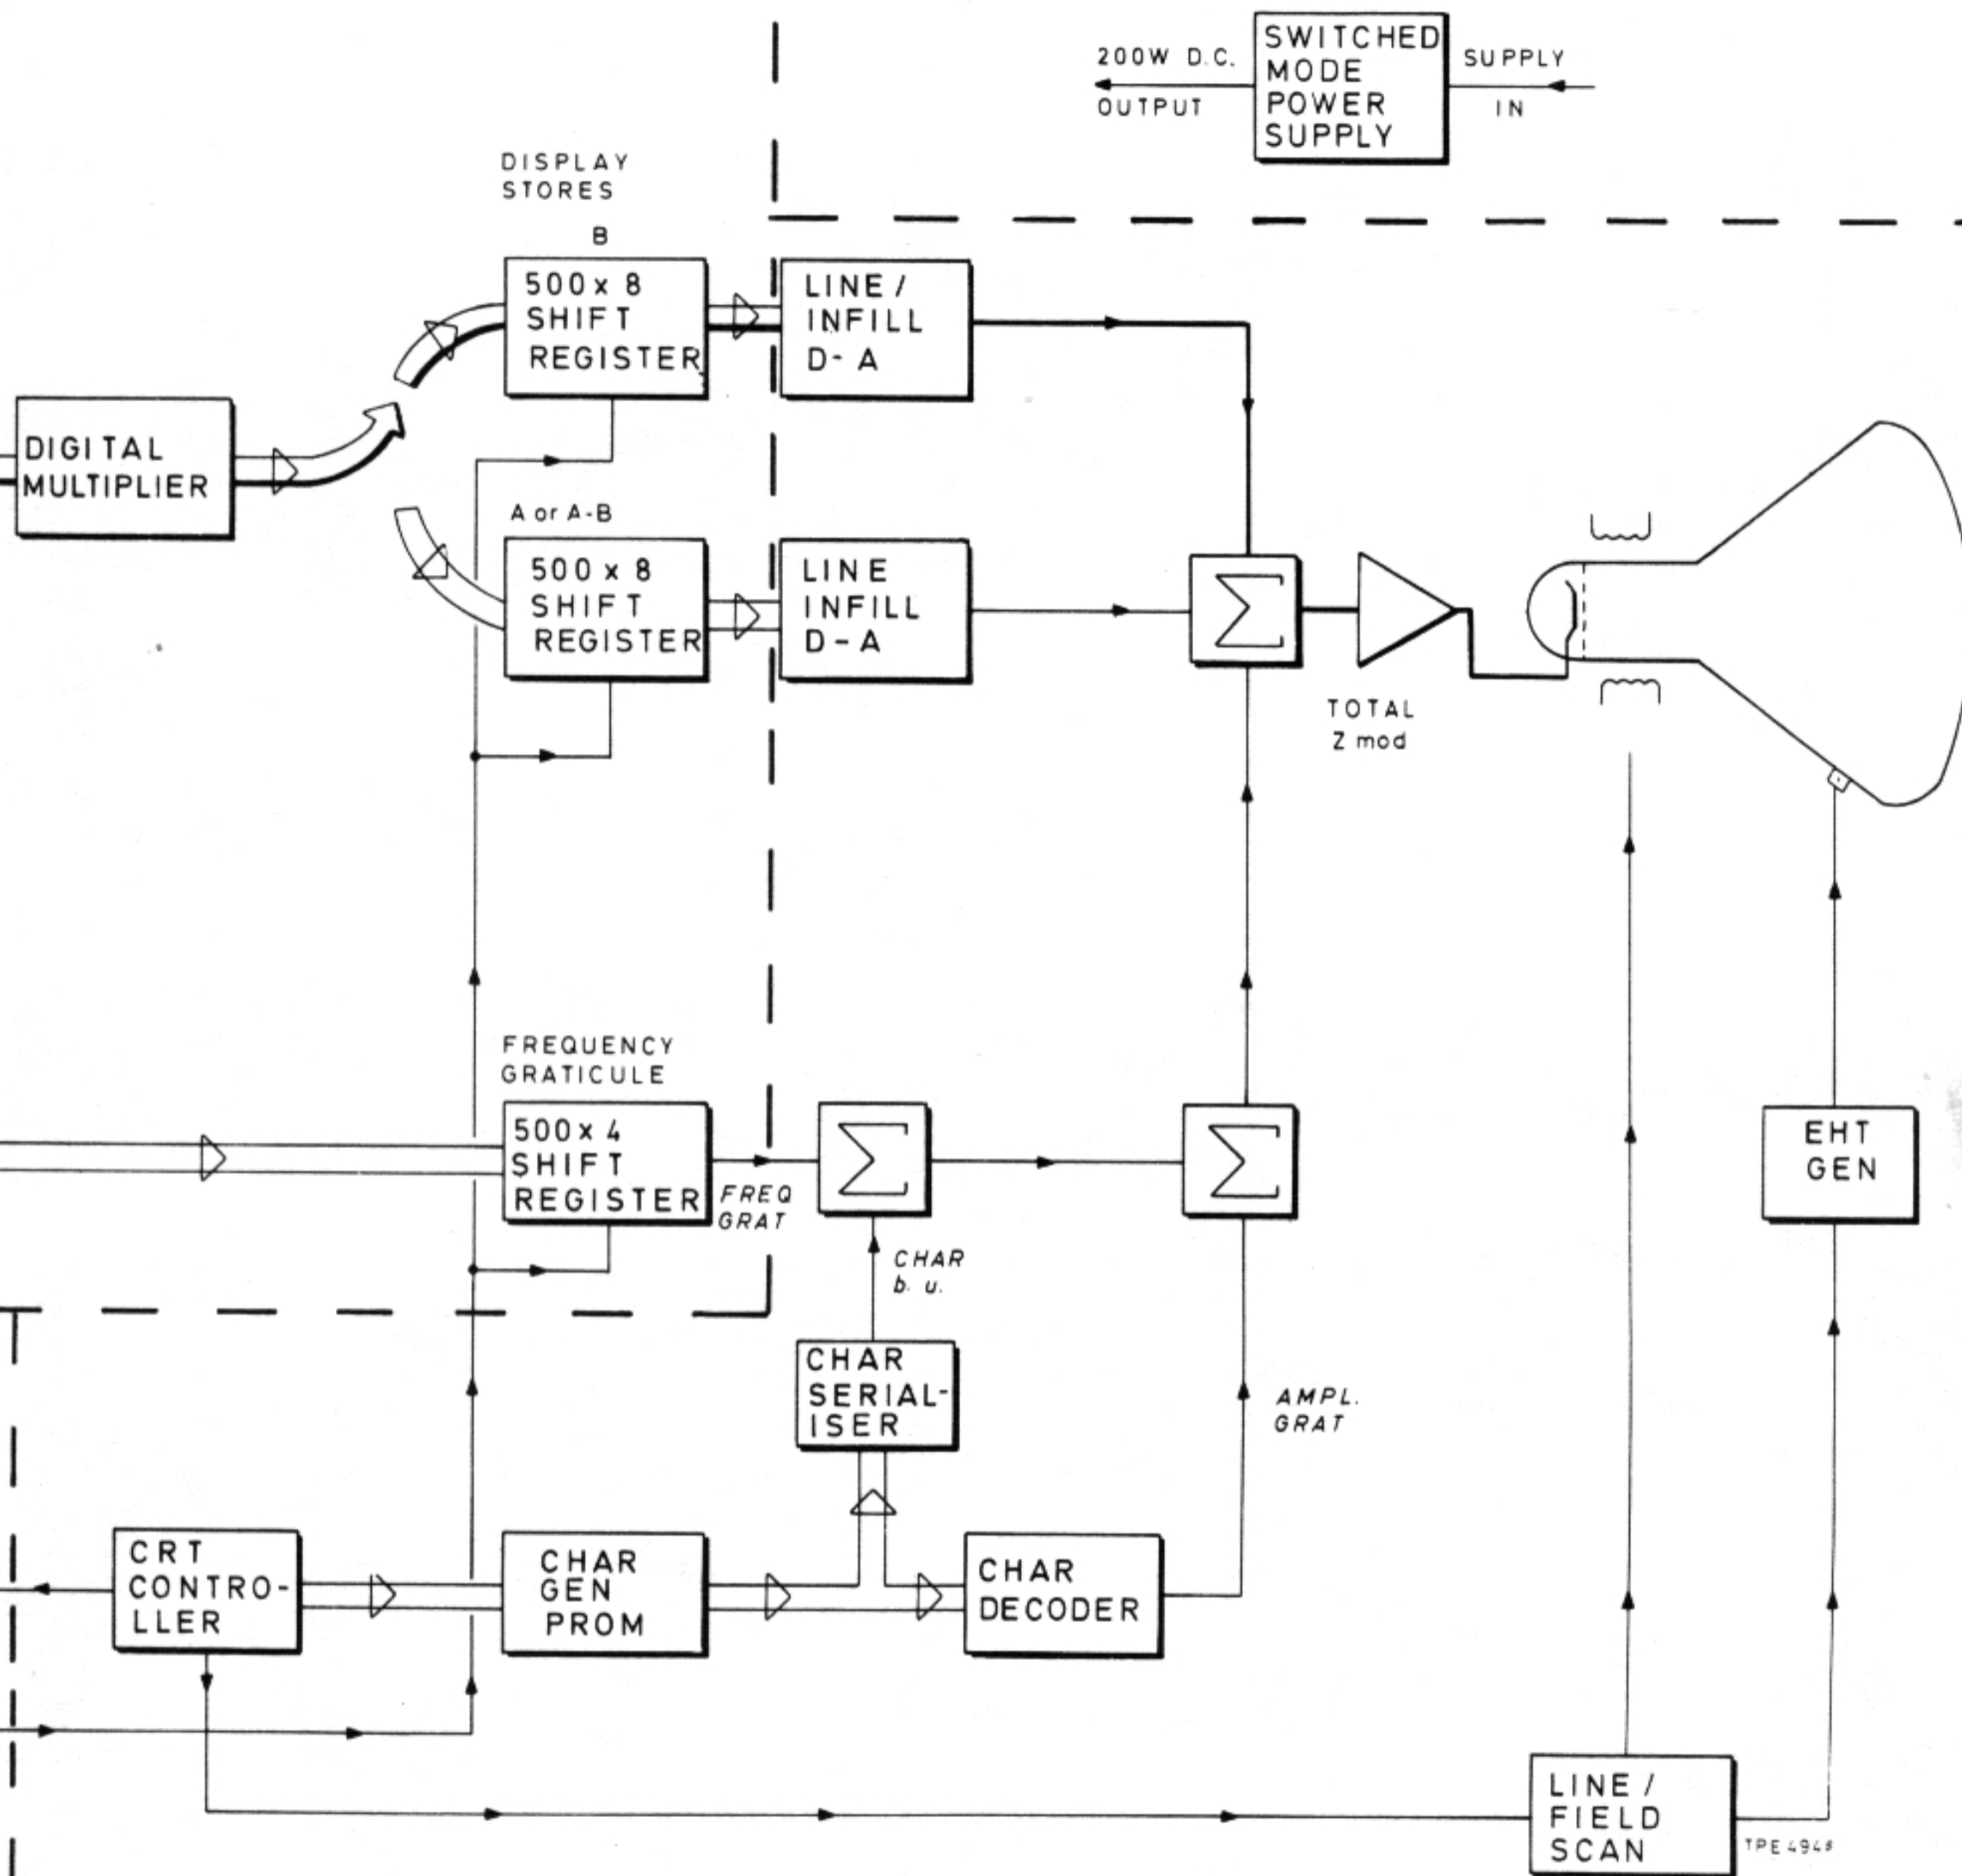 200W D.C.
OUTPUT
SWITCHED
MODE
POWER
SUPPLY
SUPPLY
IN
DISPLAY
STORES
B
500 x 8
SHIFT
REGISTER
LINE /
INFILL
D - A
DIGITAL
MULTIPLIER
A or A-B
500 x 8
SHIFT
REGISTER
LINE
INFILL
D - A
Σ
TOTAL
Z mod
FREQUENCY
GRATICULE
500 x 4
SHIFT
REGISTER
FREQ
GRAT
Σ
Σ
EHT
GEN
CHAR
b. u.
CHAR
SERIAL-
ISER
AMPL.
GRAT
CRT
CONTRO-
LLER
CHAR
GEN
PROM
CHAR
DECODER
LINE /
FIELD
SCAN